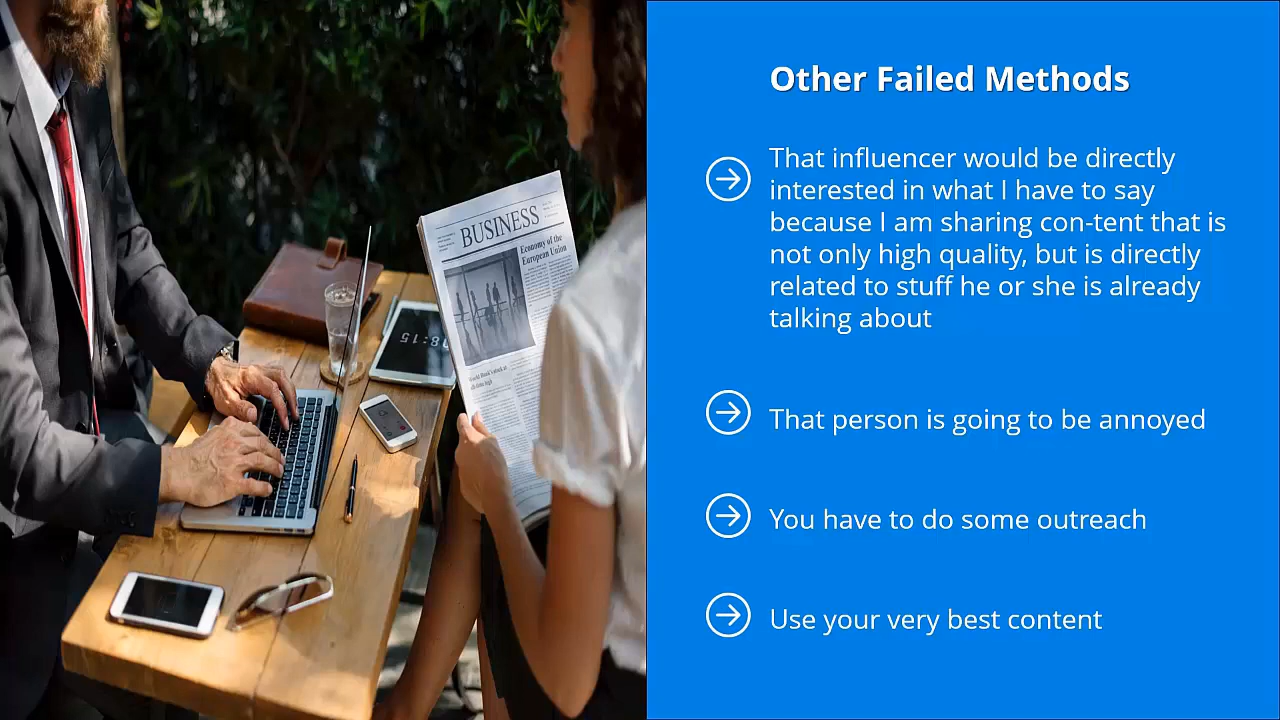 Other Failed Methods
That influencer would be directly
interested in what I have to say
because I am sharing con-tent that is
not only high quality, but is directly
related to stuff he or she is already
talking about
That person is going to be annoyed
You have to do some outreach
Use your very best content
BUSINESS
Economy of the
European Union
08:15